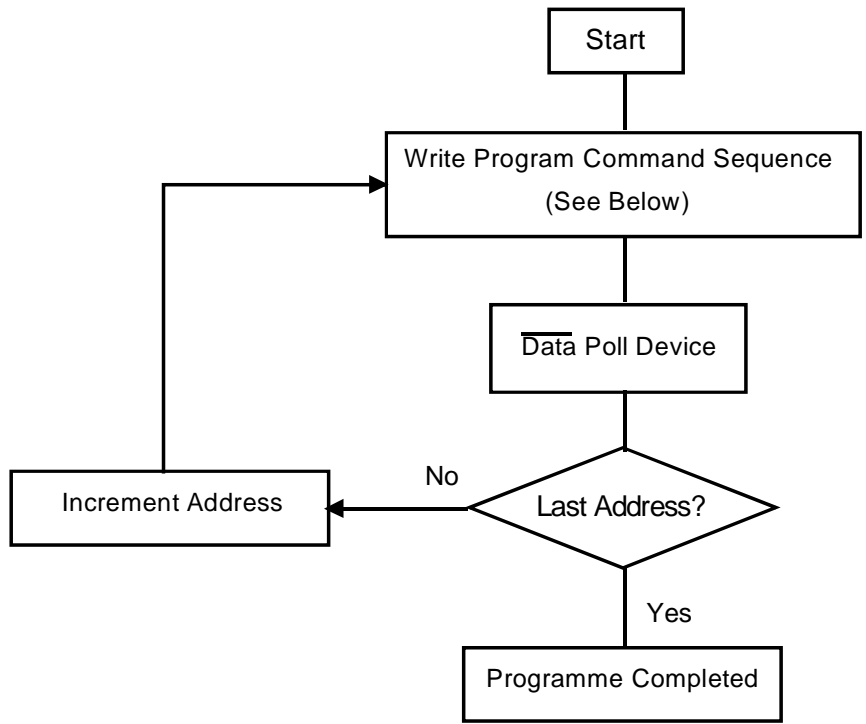 Start
Write Program Command Sequence
(See Below)
Data Poll Device
No
Last Address?
Increment Address
Yes
Programme Completed